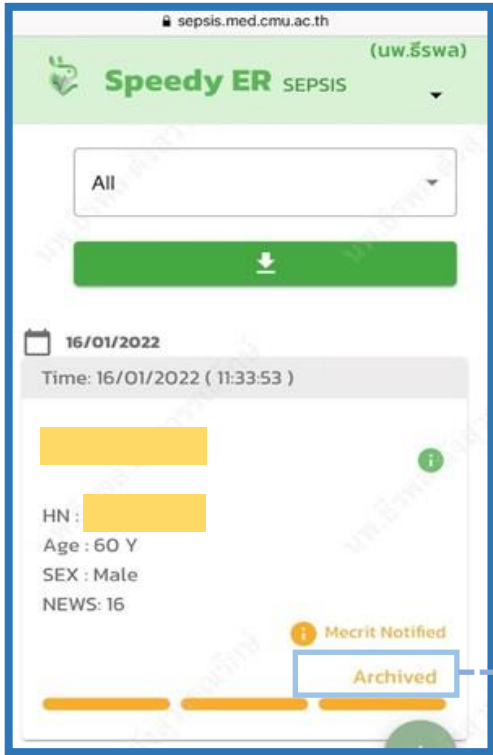 sepsis.med.cmu.ac.th
(นพ.ธีรพล)
Speedy ER SEPSIS
All
16/01/2022
Time: 16/01/2022 ( 11:33:53 )
HN :
Age : 60 Y
SEX : Male
NEWS: 16
Mecrit Notified
Archived